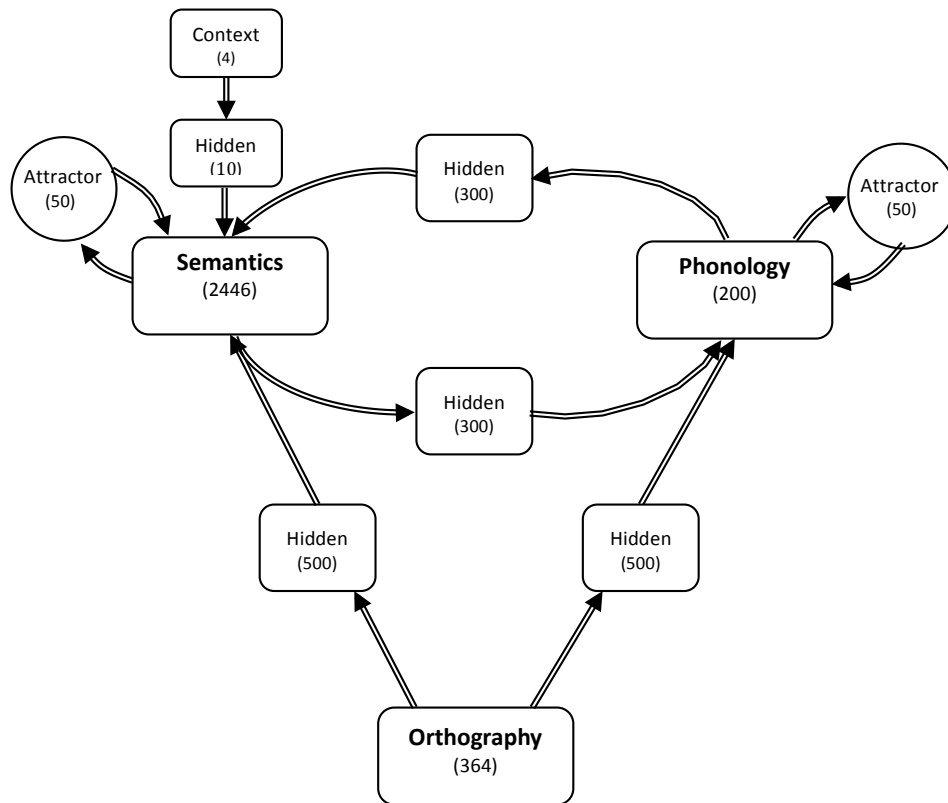 Context
(4)
Hidden
(10)
Hidden
(300)
Attractor
(50)
Attractor
(50)
Semantics
(2446)
Phonology
(200)
Hidden
(300)
Hidden
(500)
Hidden
(500)
Orthography
(364)